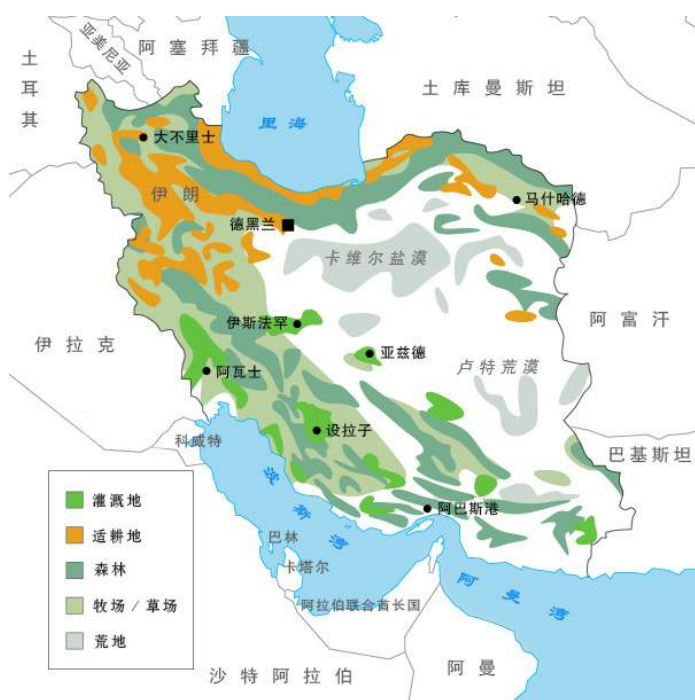 亚美尼亚
阿塞拜疆
土耳其
里海
土库曼斯坦
大不里士
伊朗
马什哈德
德黑兰
卡维尔盐漠
伊斯法罕
阿富汗
伊拉克
亚兹德
卢特荒漠
阿瓦士
设拉子
科威特
巴基斯坦
波斯湾
灌溉地
适耕地
森林
牧场 / 草场
荒地
阿巴斯港
巴林
卡塔尔
阿曼湾
阿拉伯联合酋长国
沙特阿拉伯
阿曼